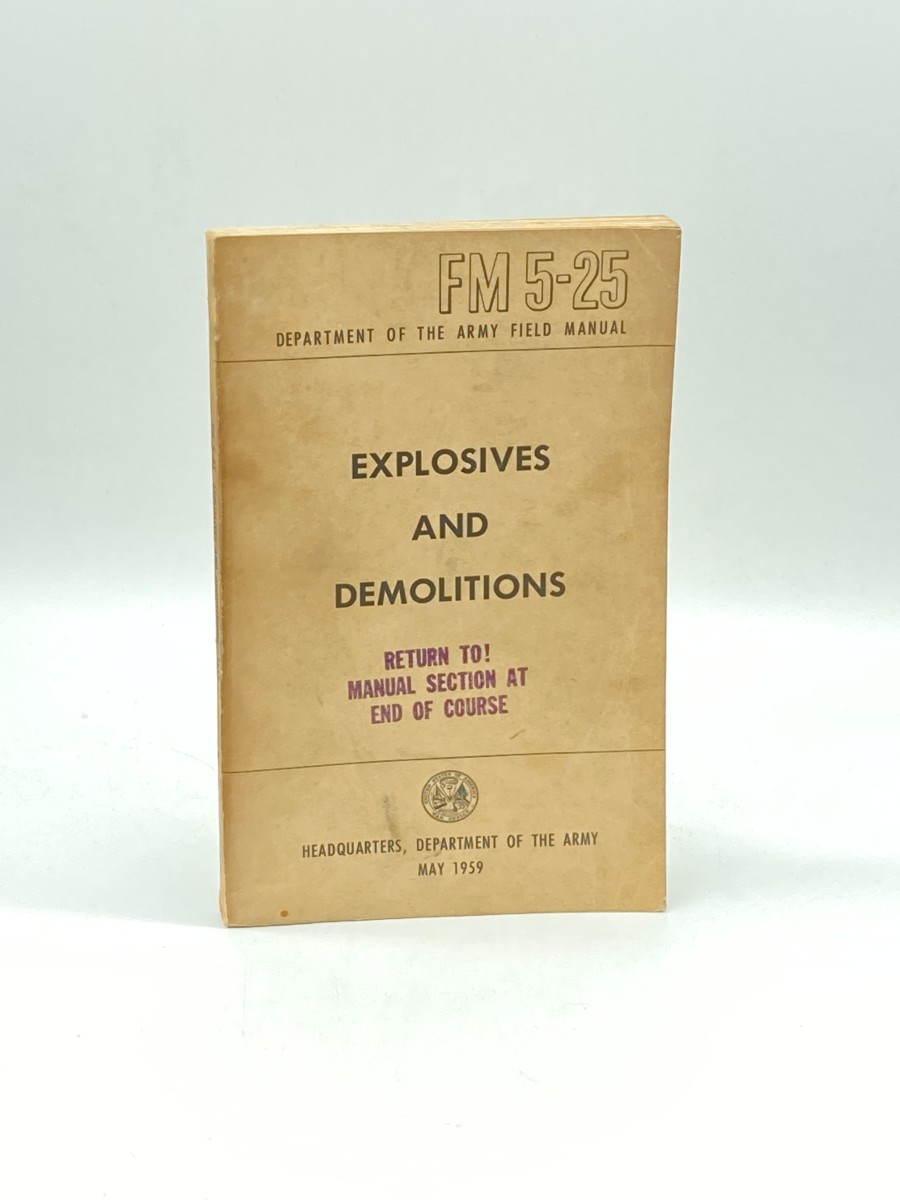 FM 5-25
DEPARTMENT OF THE ARMY FIELD MANUAL
EXPLOSIVES
AND
DEMOLITIONS
RETURN TO!
MANUAL SECTION AT
END OF COURSE
HEADQUARTERS, DEPARTMENT OF THE ARMY
MAY 1959